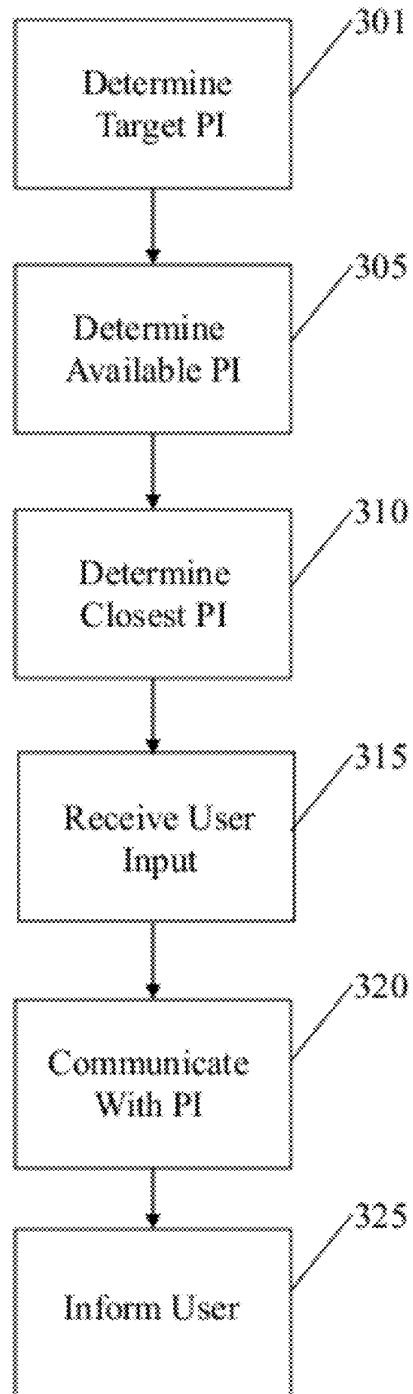 301
Determine
Target PI
305
Determine
Available PI
310
Determine
Closest PI
315
Receive User
Input
320
Communicate
With PI
325
Inform User